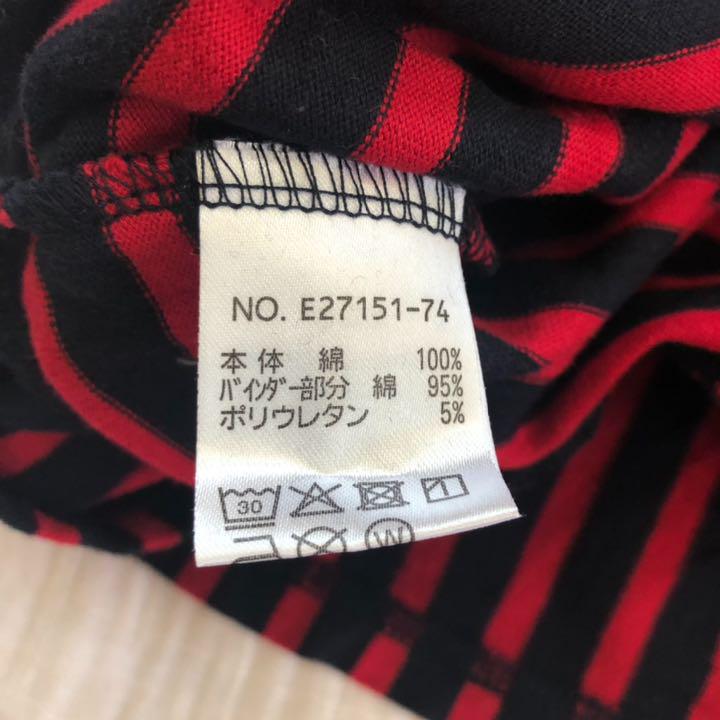 NO. E27151-74
本体 綿 100%
バインダー部分 綿 95%
ポリウレタン 5%
30
W